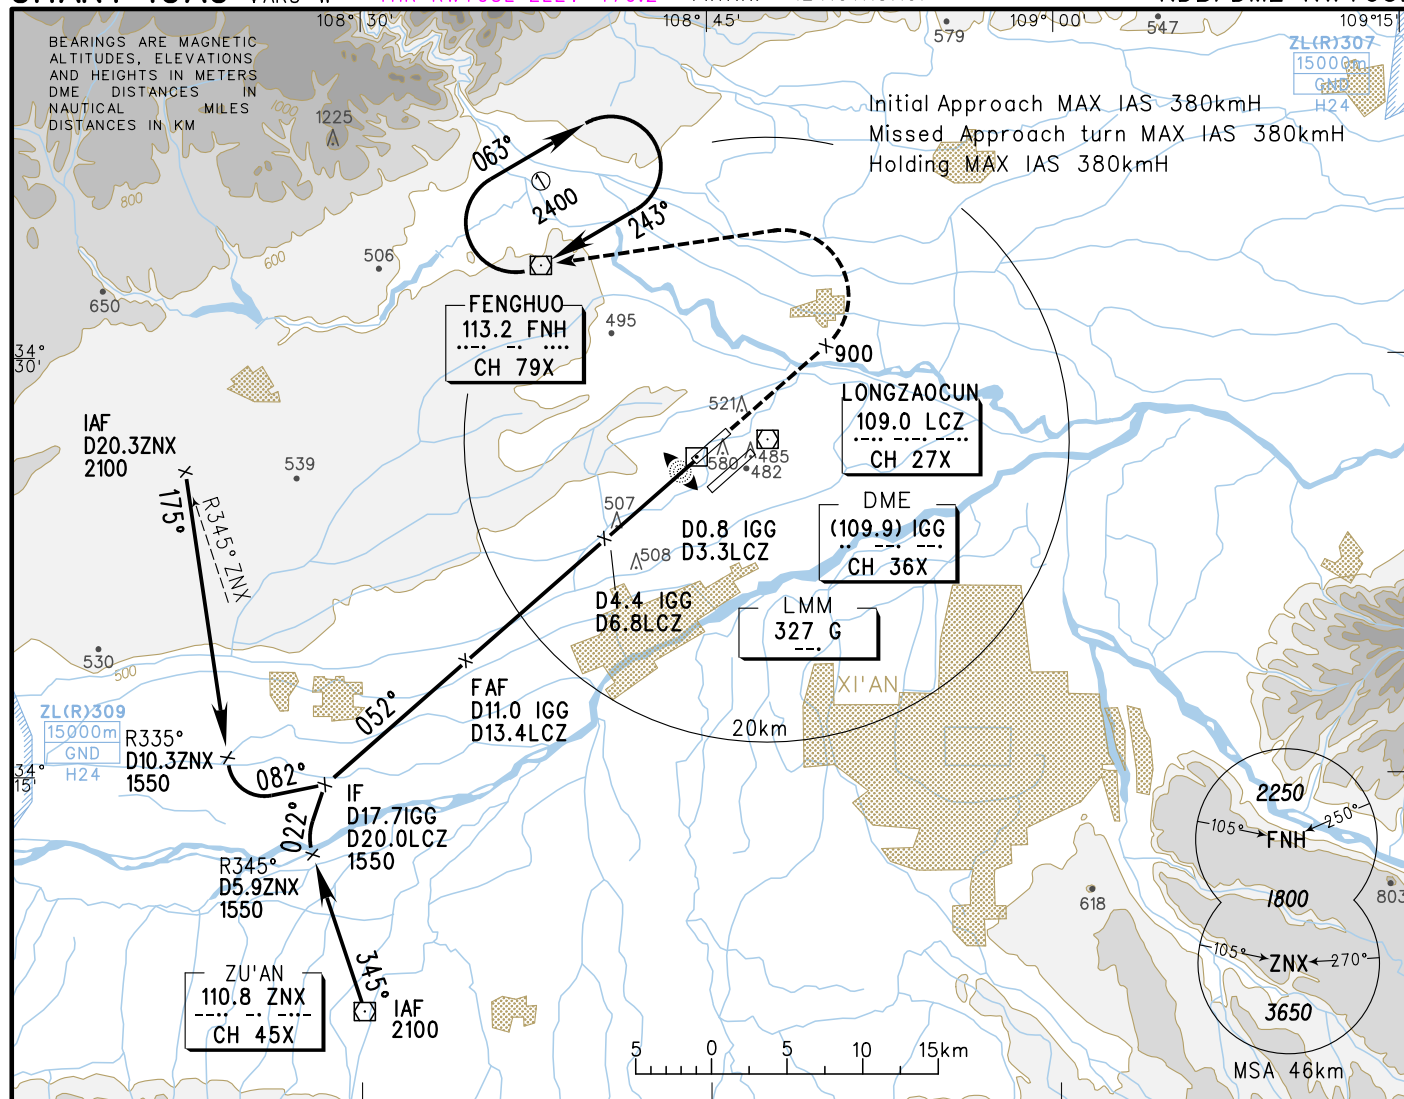 108° 30'
108° 45'
109° 00'
109° 15'
BEARINGS ARE MAGNETIC
ALTITUDES, ELEVATIONS
AND HEIGHTS IN METERS
DME DISTANCES IN
NAUTICAL MILES
DISTANCES IN KM
579
547
ZL(R)307
15000m
GND
H24
Initial Approach MAX IAS 380kmH
Missed Approach turn MAX IAS 380kmH
Holding MAX IAS 380kmH
1000
1225
800
600
063°
1
2400
243°
506
650
0
FENGHUO
113.2 FNH
CH 79X
495
34°
30'
900
LONGZAOCUN
109.0 LCZ
CH 27X
521
580
485
482
IAF
D20.3ZNX
2100
175°
R345° ZNX
539
507
508
D0.8 IGG
D3.3LCZ
DME
(109.9) IGG
CH 36X
D4.4 IGG
D6.8LCZ
LMM
327 G
530
500
XI'AN
20km
052°
FAF
D11.0 IGG
D13.4LCZ
ZL(R)309
15000m
GND
H24
34°
15'
R335°
D10.3ZNX
1550
082°
022°
IF
D17.7IGG
D20.0LCZ
1550
R345°
D5.9ZNX
1550
345°
IAF
2100
ZU'AN
110.8 ZNX
CH 45X
618
803
2250
105°
250°
FNH
1800
105°
270°
ZNX
3650
MSA 46km
5 0 5 10 15km